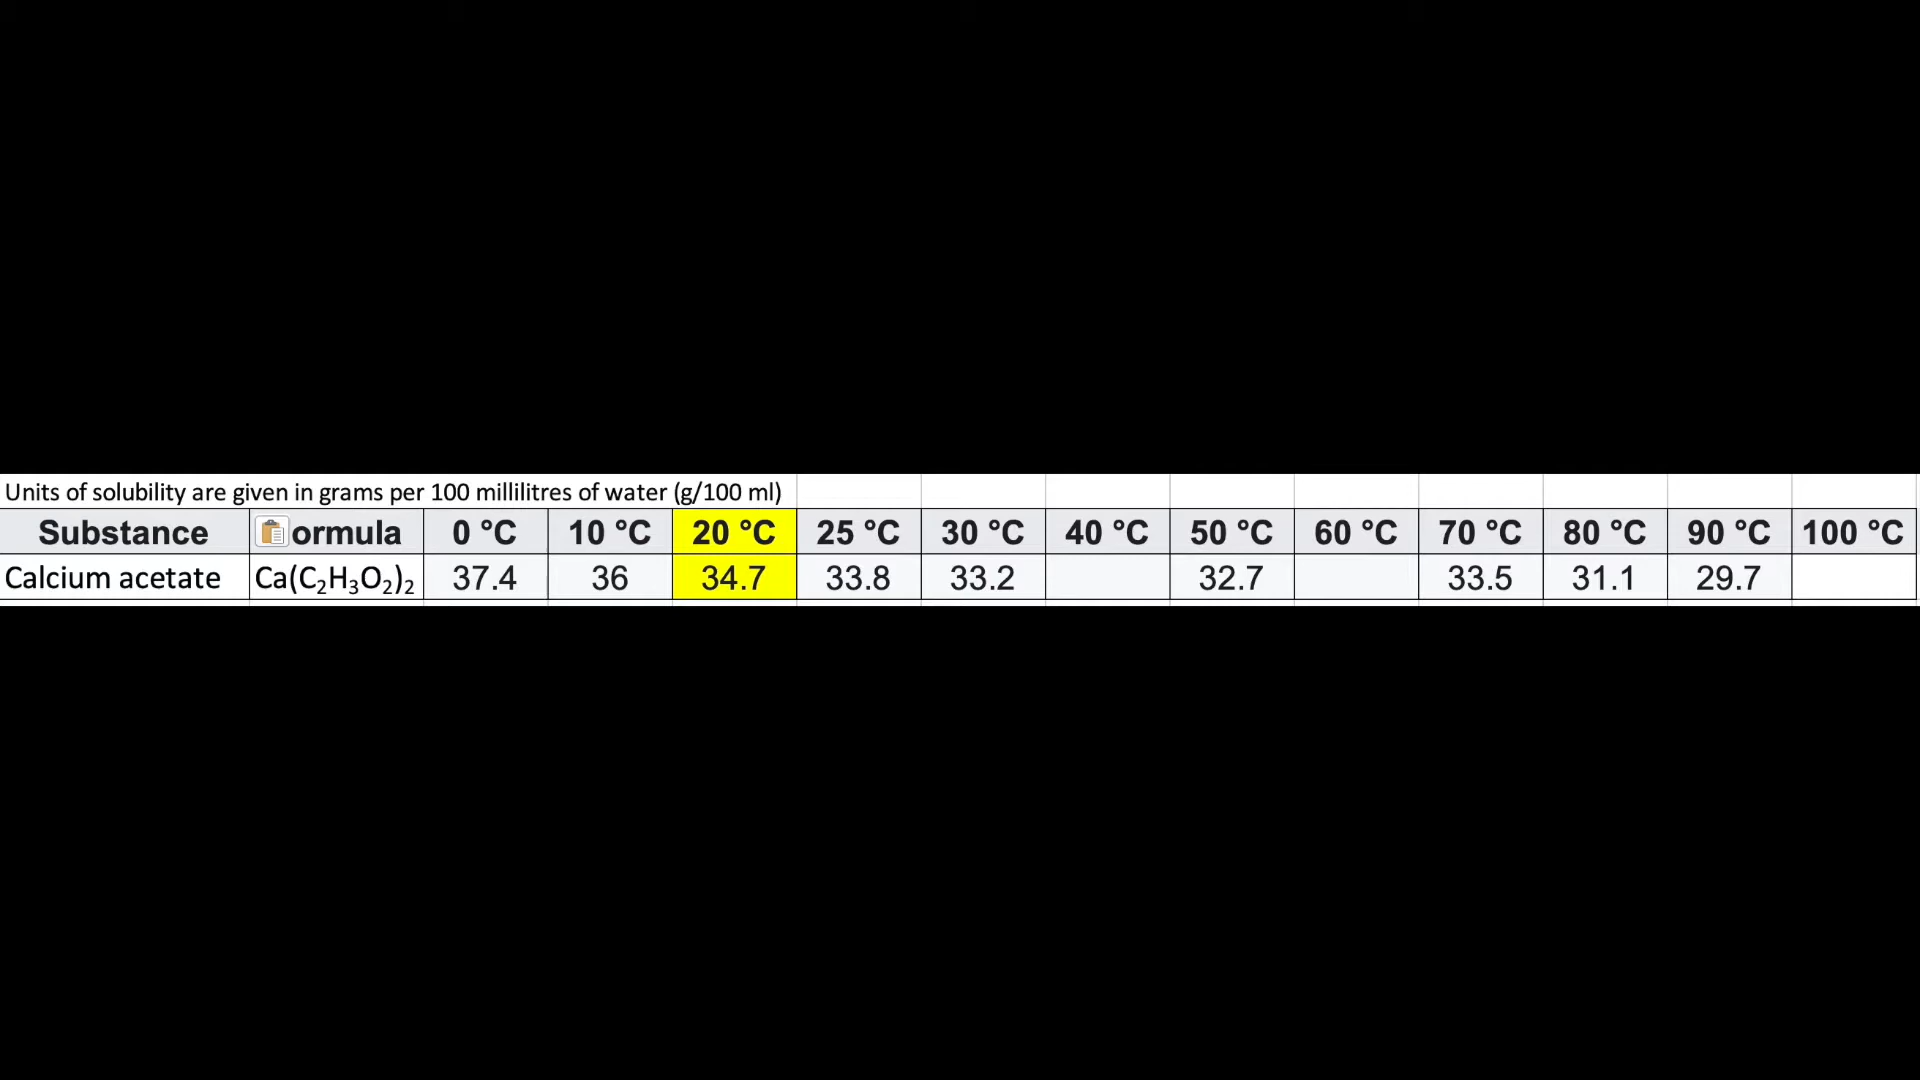 Units of solubility are given in grams per 100 millilitres of water (g/100 ml)
Substance ormula 0 °C 10 °C 20 °C 25 °C 30 °C 40 °C 50 °C 60 °C 70 °C 80 °C 90 °C 100 °C
Calcium acetate Ca(C₂H₃O₂)₂ 37.4 36 34.7 33.8 33.2 32.7 33.5 31.1 29.7